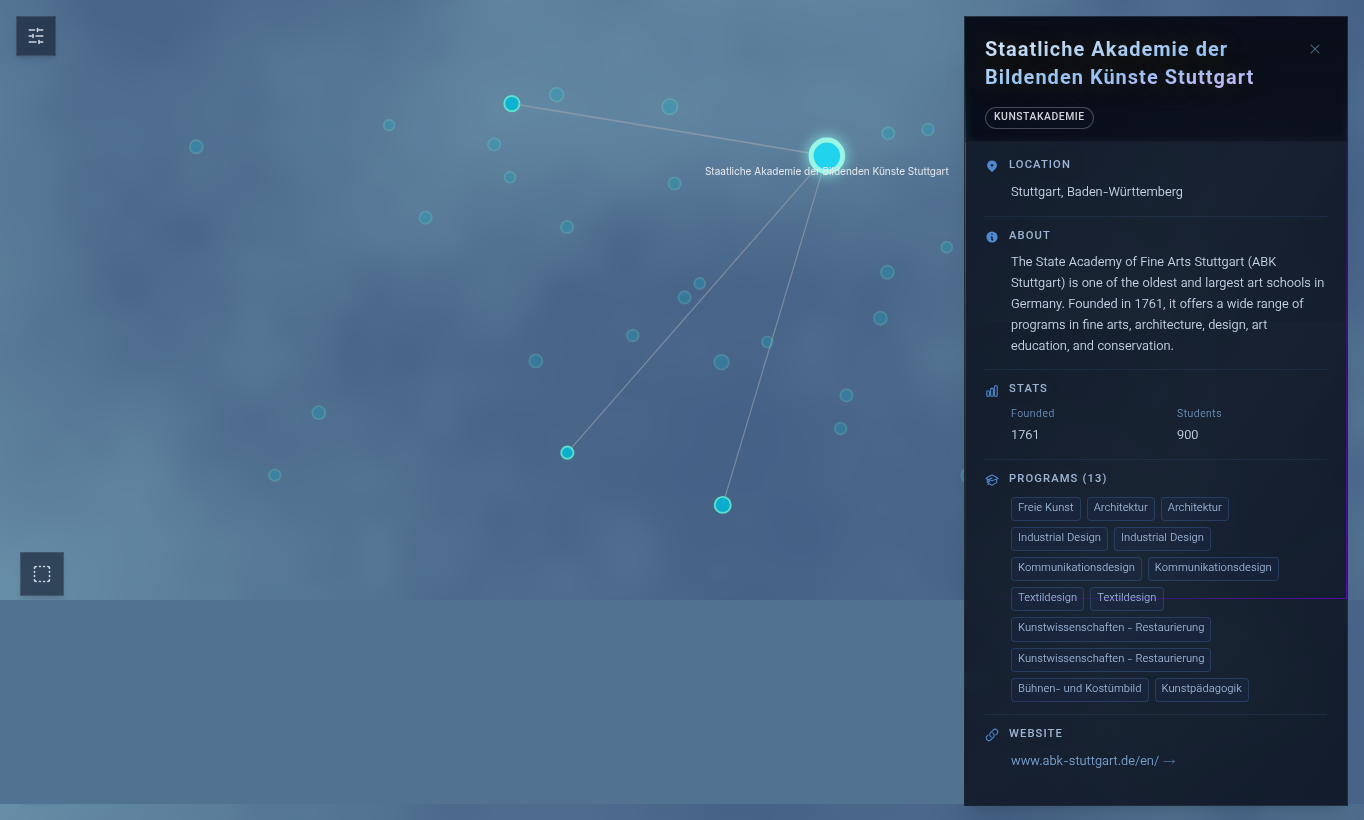 Staatliche Akademie der Bildenden Künste Stuttgart
Staatliche Akademie der
Bildenden Künste Stuttgart
KUNSTAKADEMIE
LOCATION
Stuttgart, Baden-Württemberg
ABOUT
The State Academy of Fine Arts Stuttgart (ABK
Stuttgart) is one of the oldest and largest art schools in
Germany. Founded in 1761, it offers a wide range of
programs in fine arts, architecture, design, art
education, and conservation.
STATS
Founded Students
1761 900
PROGRAMS (13)
Freie Kunst Architektur Architektur
Industrial Design Industrial Design
Kommunikationsdesign Kommunikationsdesign
Textildesign Textildesign
Kunstwissenschaften - Restaurierung
Kunstwissenschaften - Restaurierung
Bühnen- und Kostümbild Kunstpädagogik
WEBSITE
www.abk-stuttgart.de/en/ →